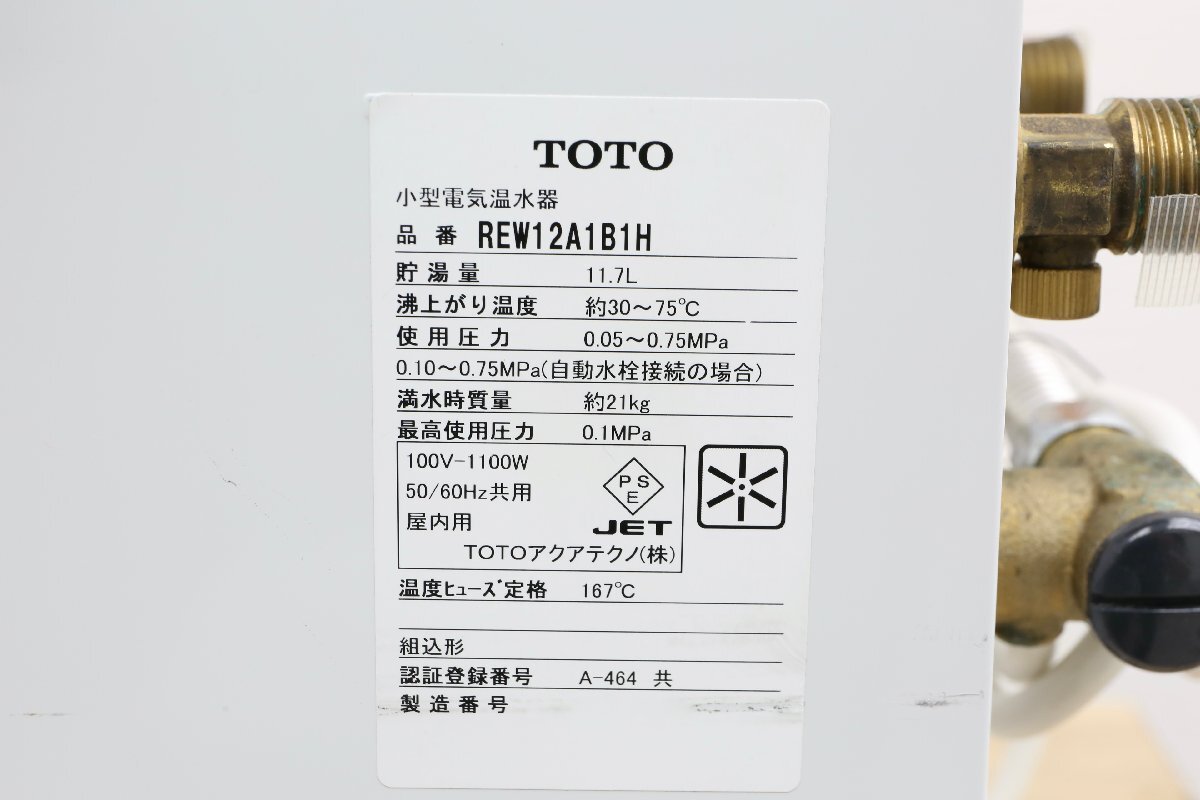 TOTO
小型電気温水器
品番 REW12A1B1H
貯湯量 11.7L
沸上がり温度 約30～75℃
使用圧力 0.05～0.75MPa
0.10～0.75MPa(自動水栓接続の場合)
満水時質量 約21kg
最高使用圧力 0.1MPa
100V-1100W
50/60Hz共用
屋内用
PS
E
JET
TOTOアクアテクノ(株)
温度ヒューズ定格 167℃
組込形
認証登録番号 A-464 共
製造番号